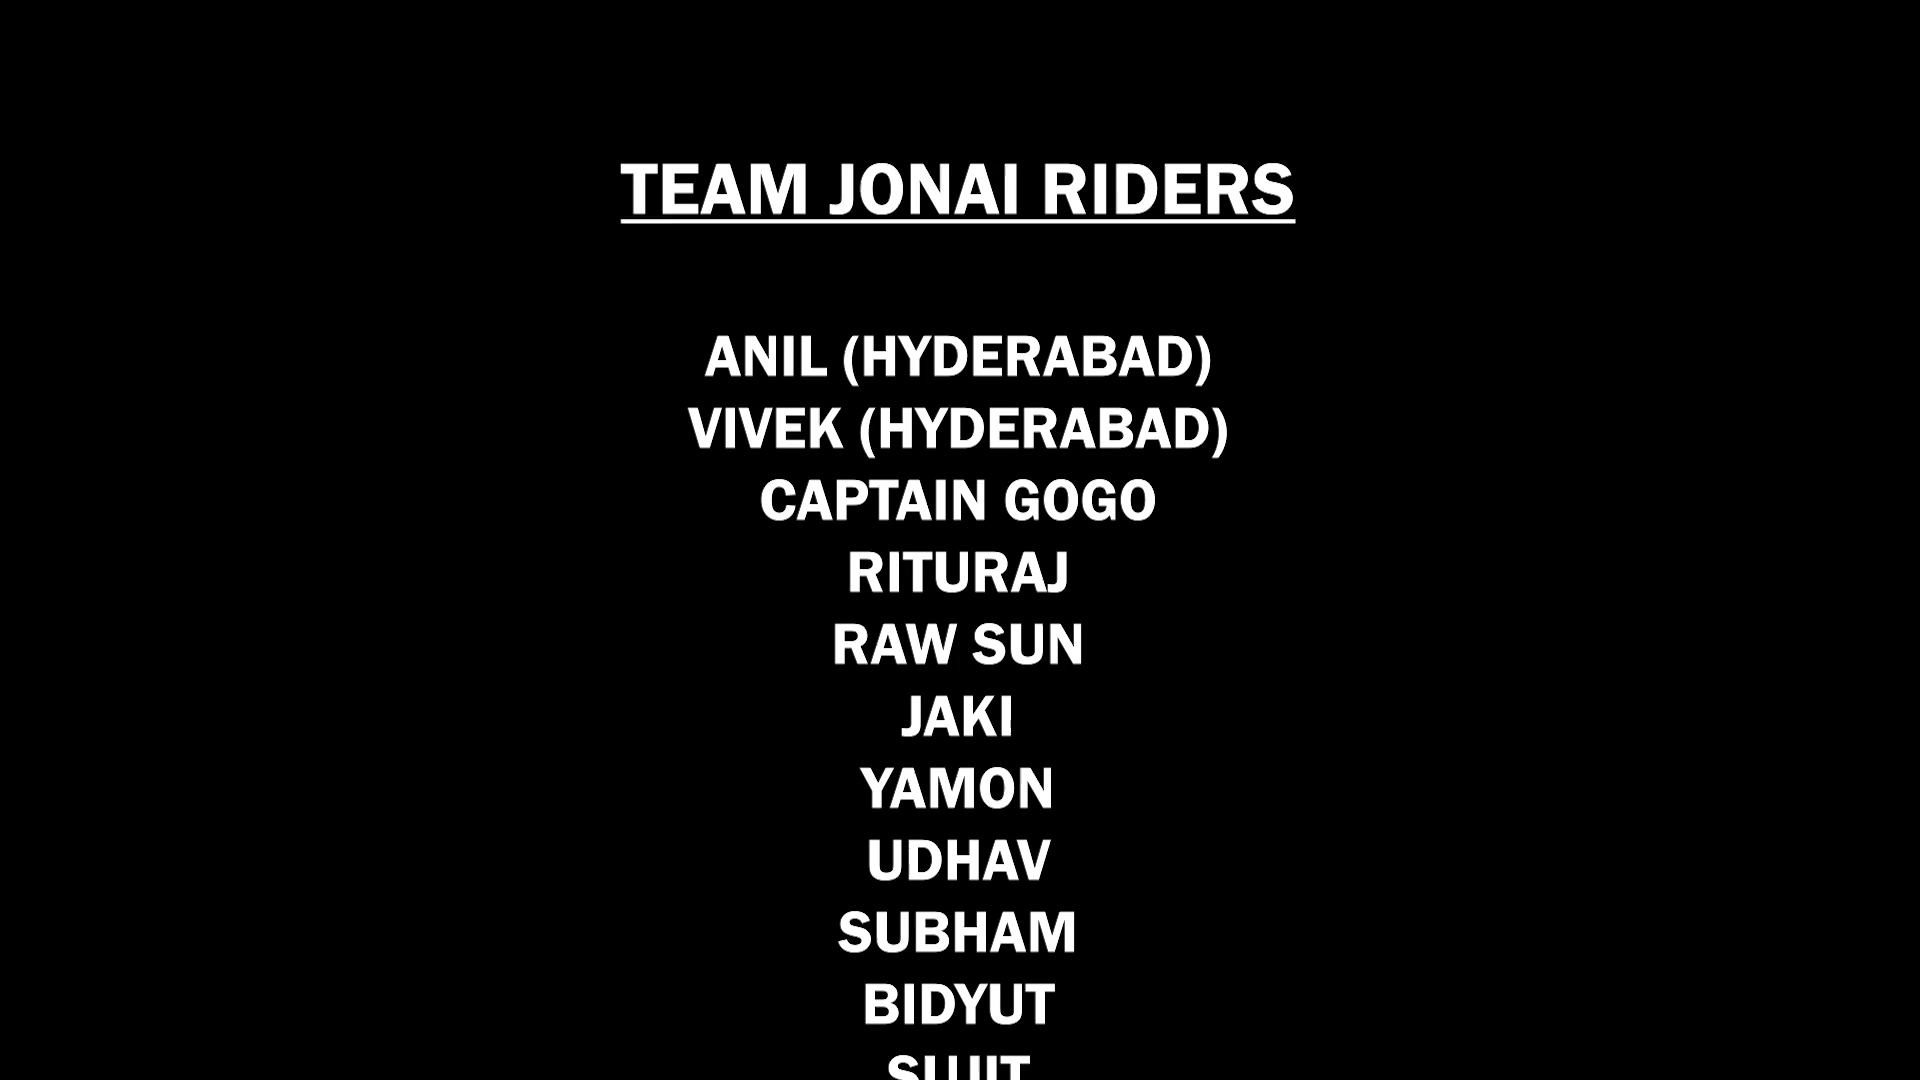 TEAM JONAI RIDERS
ANIL (HYDERABAD)
VIVEK (HYDERABAD)
CAPTAIN GOGO
RITURAJ
RAW SUN
JAKI
YAMON
UDHAV
SUBHAM
BIDYUT